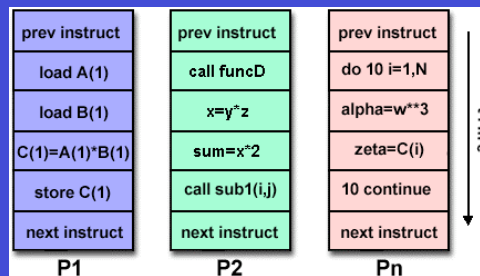 prev instruct
load A(1)
load B(1)
C(1)=A(1)*B(1)
store C(1)
next instruct
P1
prev instruct
call funcD
x=y*z
sum=x*2
call sub1(i,j)
next instruct
P2
prev instruct
do 10 i=1,N
alpha=w**3
zeta=C(i)
10 continue
next instruct
Pn